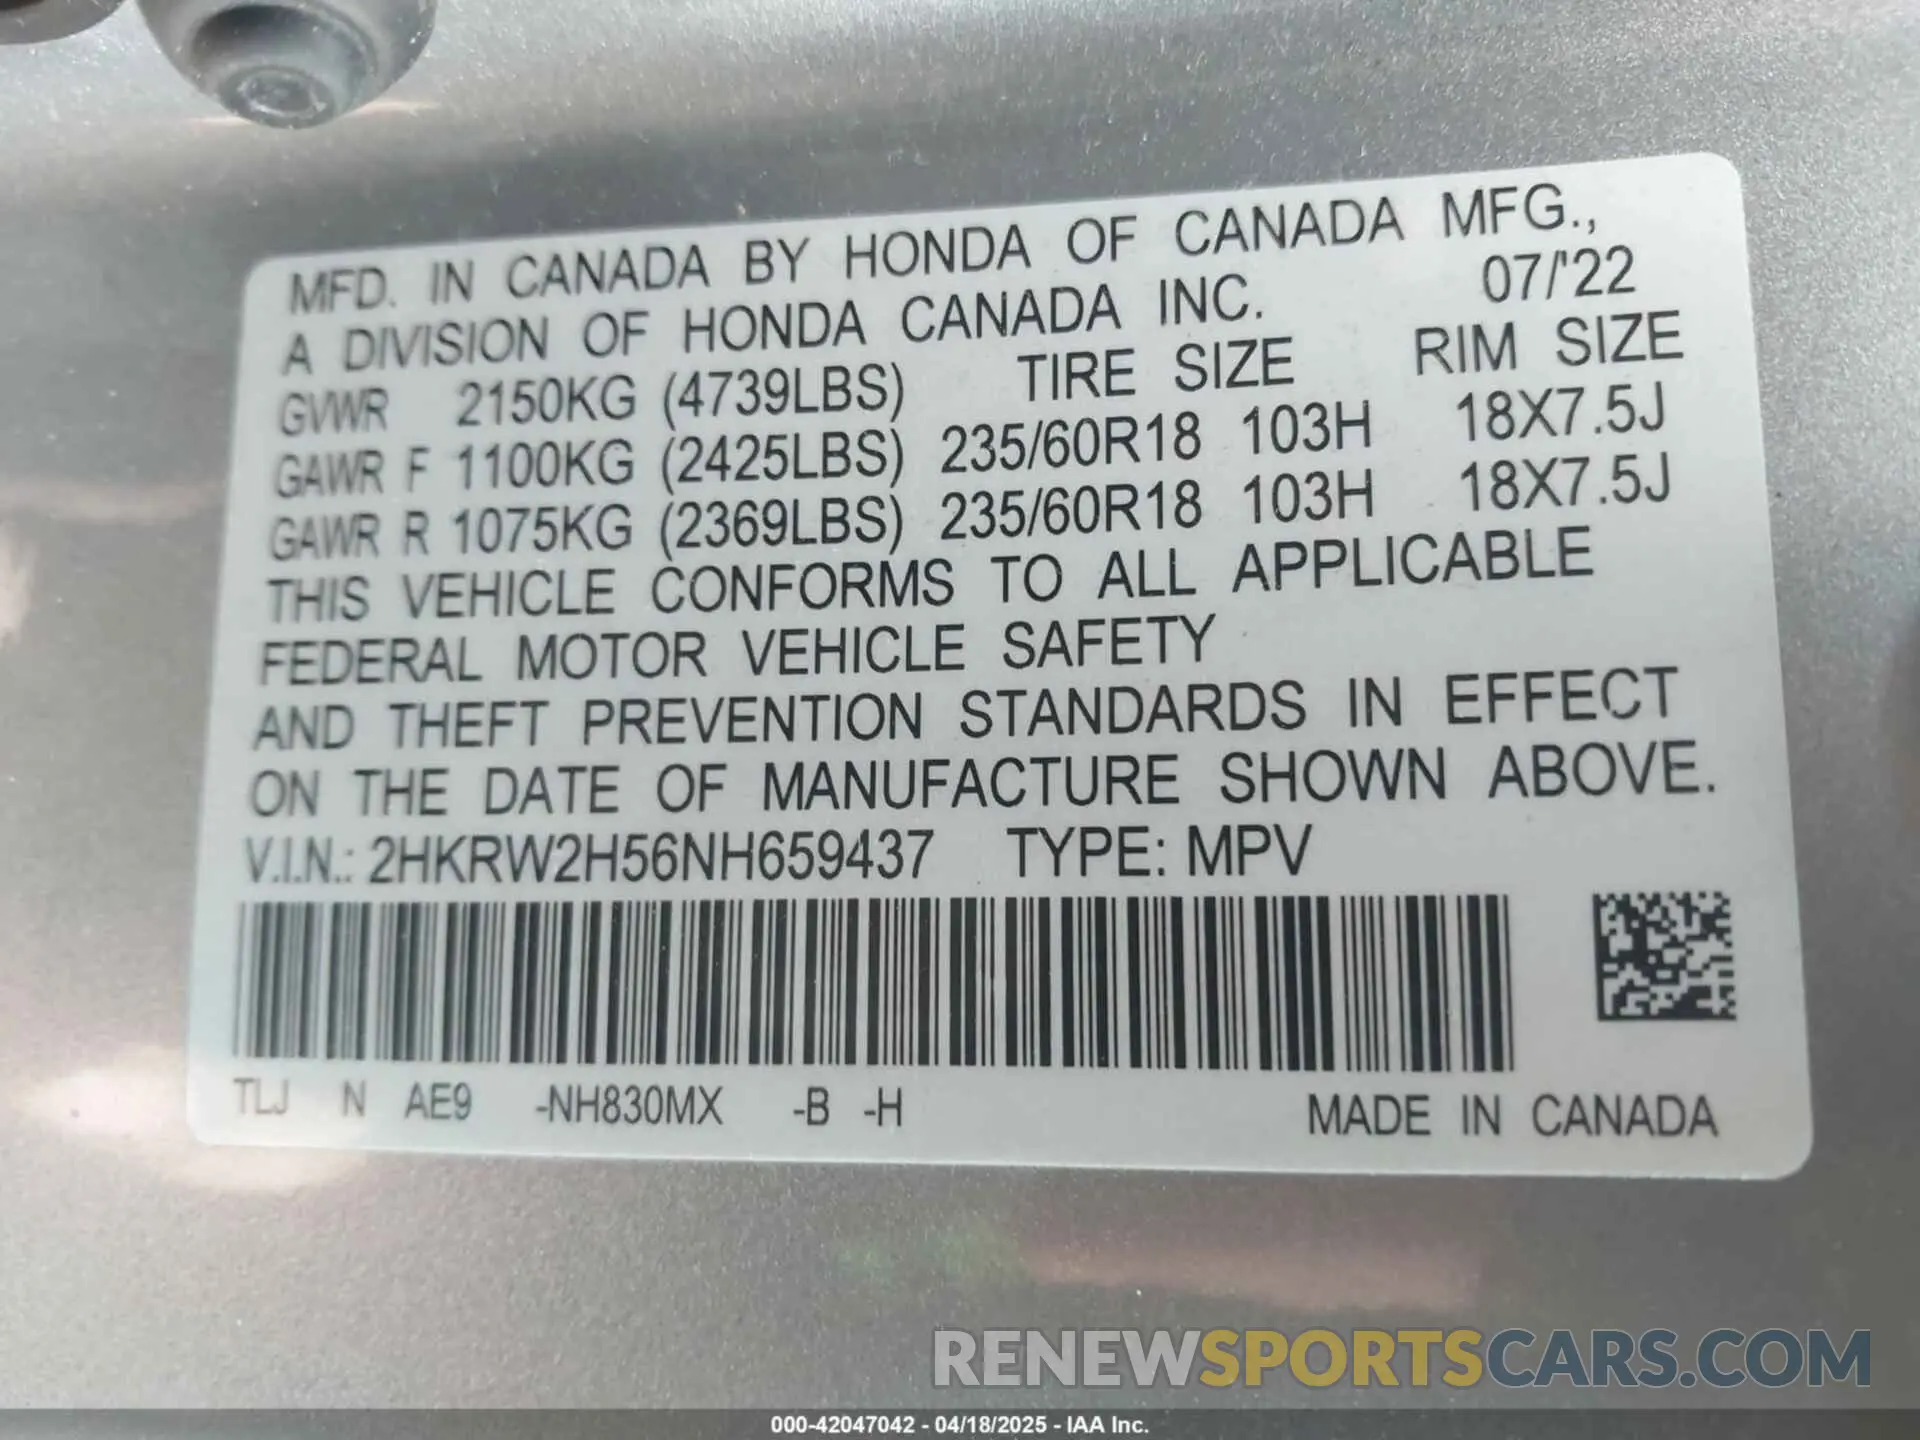 MFD. IN CANADA BY HONDA OF CANADA MFG.,
A DIVISION OF HONDA CANADA INC. 07/'22
GVWR 2150KG (4739LBS) TIRE SIZE RIM SIZE
GAWR F 1100KG (2425LBS) 235/60R18 103H 18X7.5J
GAWR R 1075KG (2369LBS) 235/60R18 103H 18X7.5J
THIS VEHICLE CONFORMS TO ALL APPLICABLE
FEDERAL MOTOR VEHICLE SAFETY
AND THEFT PREVENTION STANDARDS IN EFFECT
ON THE DATE OF MANUFACTURE SHOWN ABOVE.
V.I.N.: 2HKRW2H56NH659437 TYPE: MPV
TLJ N AE9 -NH830MX -B -H MADE IN CANADA
RENEWSPORTSCARS.COM
000-42047042 - 04/18/2025 - IAA Inc.